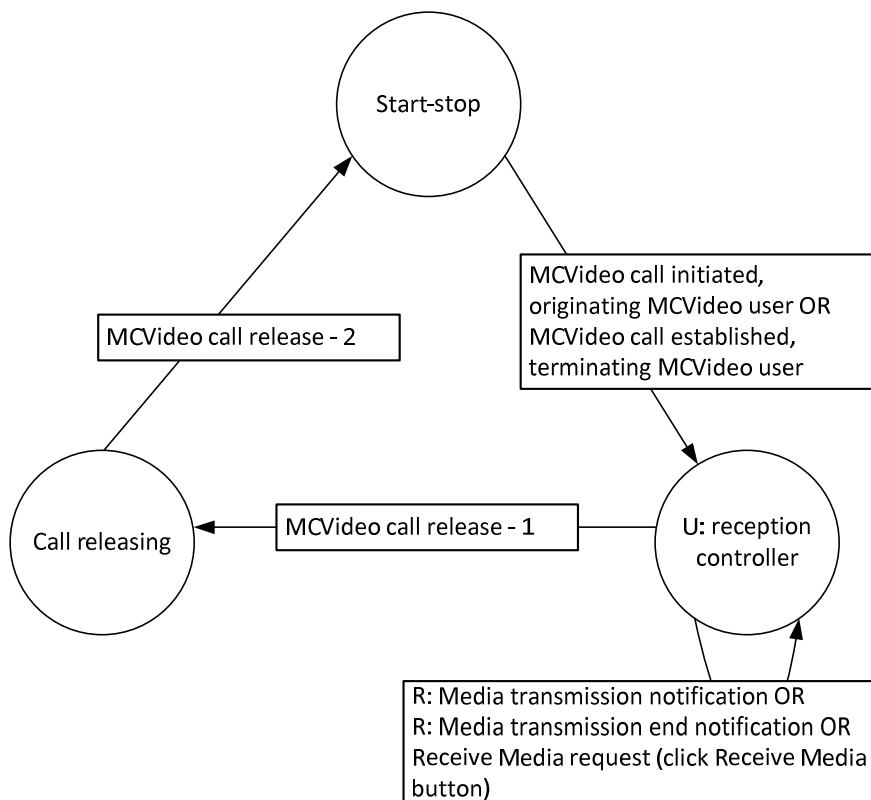 Start-stop
MCVideo call initiated,
originating MCVideo user OR
MCVideo call established,
terminating MCVideo user
MCVideo call release - 2
MCVideo call release - 1
Call releasing
U: reception
controller
R: Media transmission notification OR
R: Media transmission end notification OR
Receive Media request (click Receive Media
button)